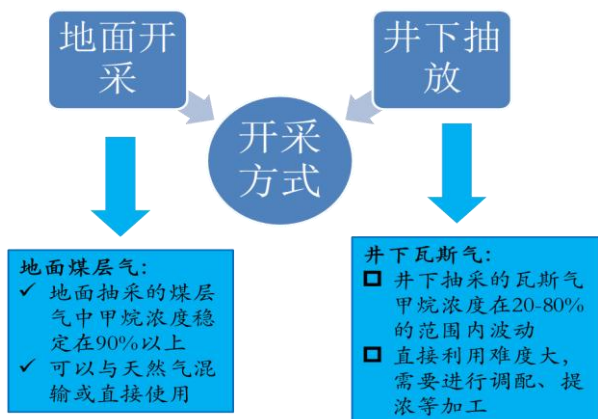 地面开
采
井下抽
放
开采
方式
地面煤层气:
✓ 地面抽采的煤层
气中甲烷浓度稳
定在90%以上
✓ 可以与天然气混
输或直接使用
井下瓦斯气:
□ 井下抽采的瓦斯气
甲烷浓度在20-80%
的范围内波动
□ 直接利用难度大,
需要进行调配、提
浓等加工